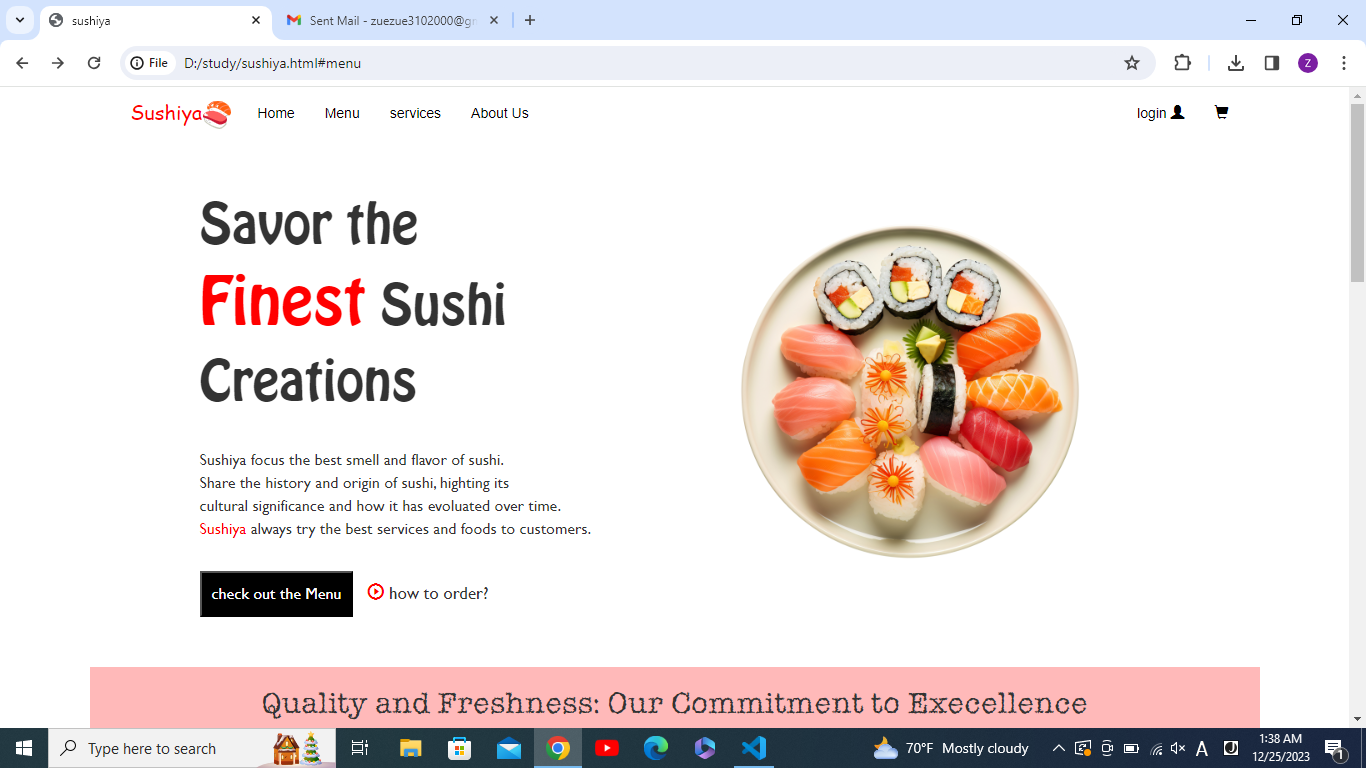 sushiya
Sent Mail - zuezue3102000@gm
File
D:/study/sushiya.html#menu
Z
Sushiya
Home
Menu
services
About Us
login
Savor the
Finest Sushi
Creations
Sushiya focus the best smell and flavor of sushi.
Share the history and origin of sushi, highting its
cultural significance and how it has evoluated over time.
Sushiya always try the best services and foods to customers.
check out the Menu
how to order?
Quality and Freshness: Our Commitment to Execellence
Type here to search
70°F Mostly cloudy
A
1:38 AM
12/25/2023
1